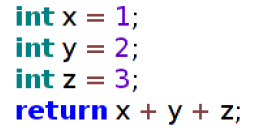 int x = 1;
int y = 2;
int z = 3;
return x + y + z;